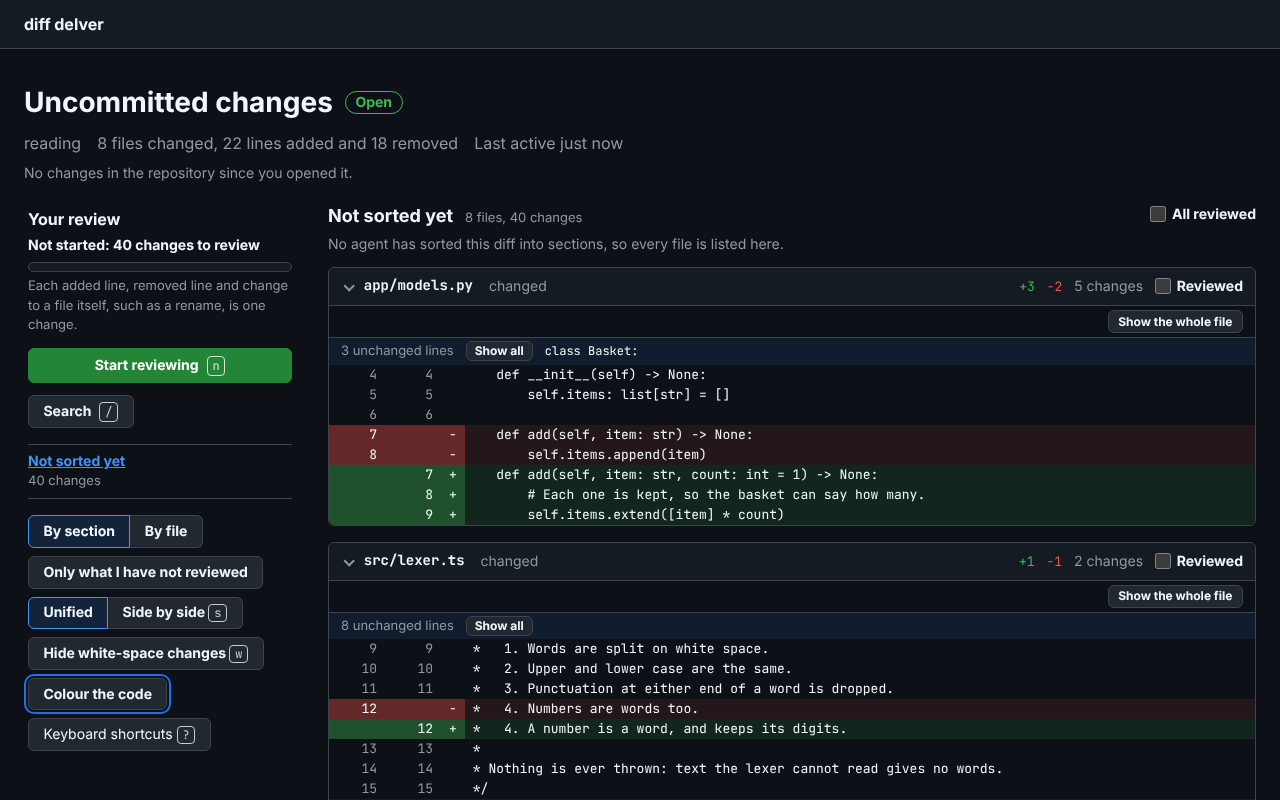 diff delver
Uncommitted changes Open
reading 8 files changed, 22 lines added and 18 removed Last active just now
No changes in the repository since you opened it.
Your review
Not started: 40 changes to review
Each added line, removed line and change
to a file itself, such as a rename, is one
change.
Start reviewing n
Search /
Not sorted yet
40 changes
By section By file
Only what I have not reviewed
Unified Side by side s
Hide white-space changes w
Colour the code
Keyboard shortcuts ?
Not sorted yet 8 files, 40 changes All reviewed
No agent has sorted this diff into sections, so every file is listed here.
app/models.py changed +3 -2 5 changes Reviewed
Show the whole file
3 unchanged lines Show all class Basket:
4 4 def __init__(self) -> None:
5 5 self.items: list[str] = []
6 6
7 - def add(self, item: str) -> None:
8 - self.items.append(item)
7 + def add(self, item: str, count: int = 1) -> None:
8 + # Each one is kept, so the basket can say how many.
9 + self.items.extend([item] * count)
src/lexer.ts changed +1 -1 2 changes Reviewed
Show the whole file
8 unchanged lines Show all
9 9 * 1. Words are split on white space.
10 10 * 2. Upper and lower case are the same.
11 11 * 3. Punctuation at either end of a word is dropped.
12 - * 4. Numbers are words too.
12 + * 4. A number is a word, and keeps its digits.
13 13 *
14 14 * Nothing is ever thrown: text the lexer cannot read gives no words.
15 15 */